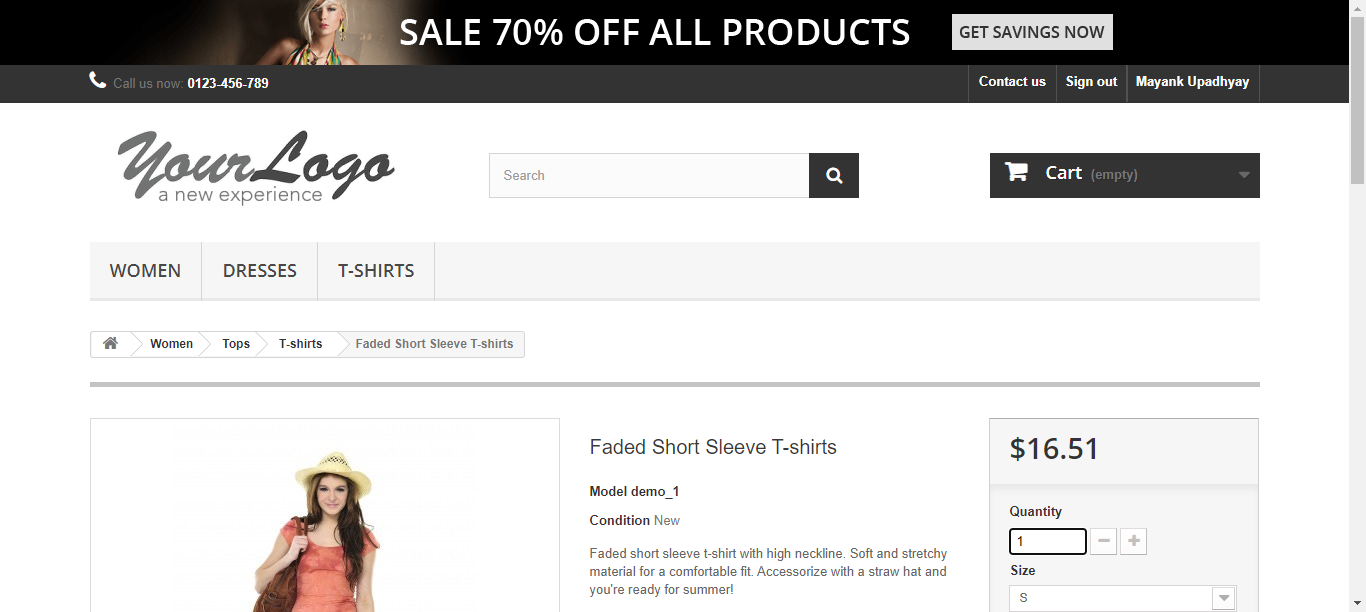 SALE 70% OFF ALL PRODUCTS
GET SAVINGS NOW
Call us now: 0123-456-789
Contact us
Sign out
Mayank Upadhyay
YourLogo
a new experience
Search
Cart (empty)
WOMEN
DRESSES
T-SHIRTS
Women
Tops
T-shirts
Faded Short Sleeve T-shirts
Faded Short Sleeve T-shirts
Model demo_1
Condition New
Faded short sleeve t-shirt with high neckline. Soft and stretchy
material for a comfortable fit. Accessorize with a straw hat and
you're ready for summer!
$16.51
Quantity
1
Size
S